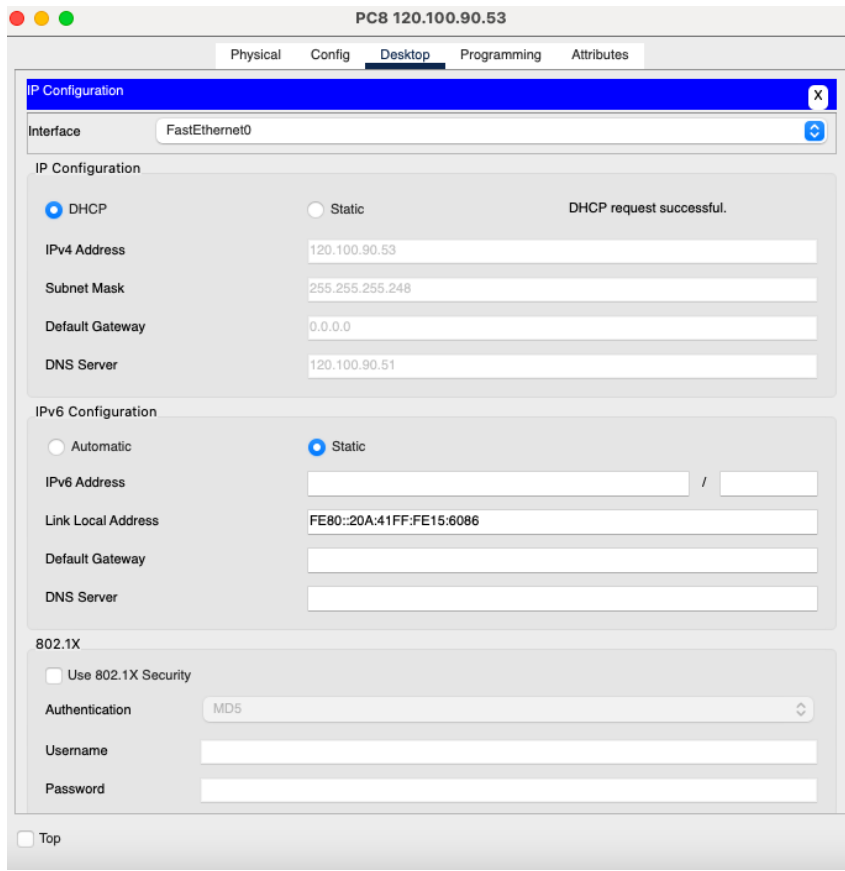 PC8 120.100.90.53
Physical Config Desktop Programming Attributes
IP Configuration
X
Interface FastEthernet0
IP Configuration
DHCP Static DHCP request successful.
IPv4 Address 120.100.90.53
Subnet Mask 255.255.255.248
Default Gateway 0.0.0.0
DNS Server 120.100.90.51
IPv6 Configuration
Automatic Static
IPv6 Address /
Link Local Address FE80::20A:41FF:FE15:6086
Default Gateway
DNS Server
802.1X
Use 802.1X Security
Authentication MD5
Username
Password
Top